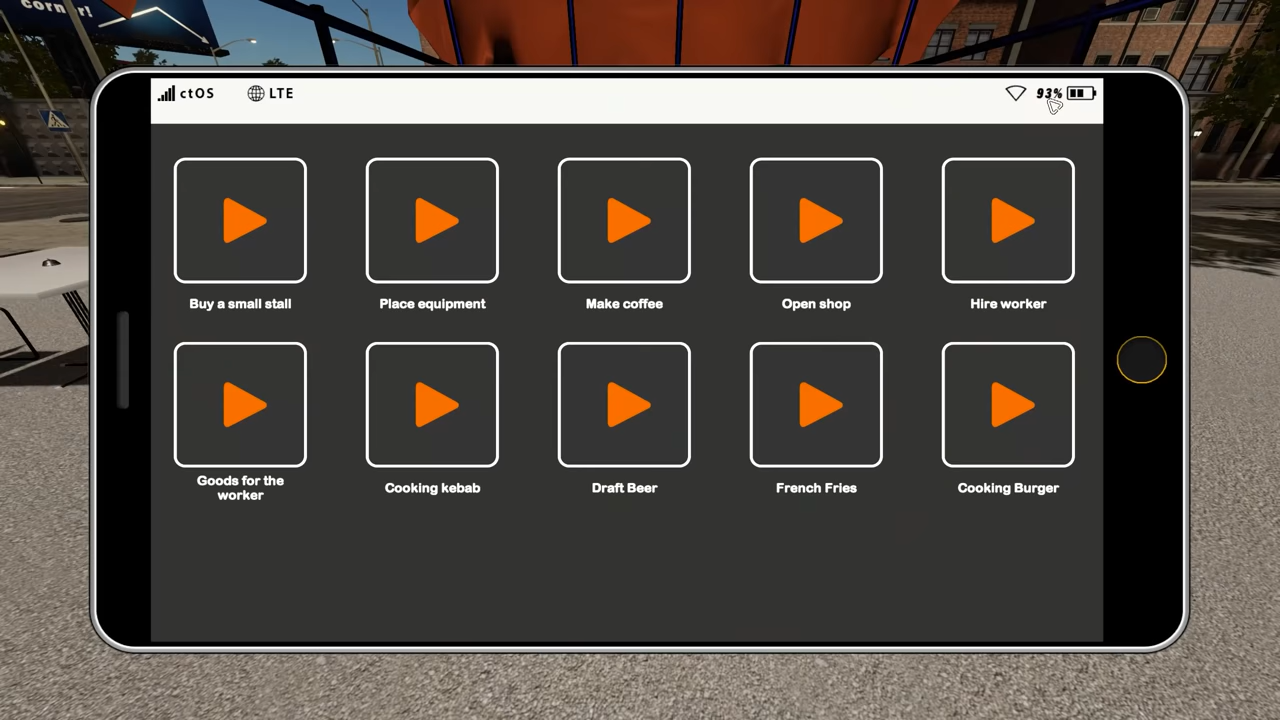 corner!
ctOS LTE 93%
Buy a small stall
Place equipment
Make coffee
Open shop
Hire worker
Goods for the
worker
Cooking kebab
Draft Beer
French Fries
Cooking Burger